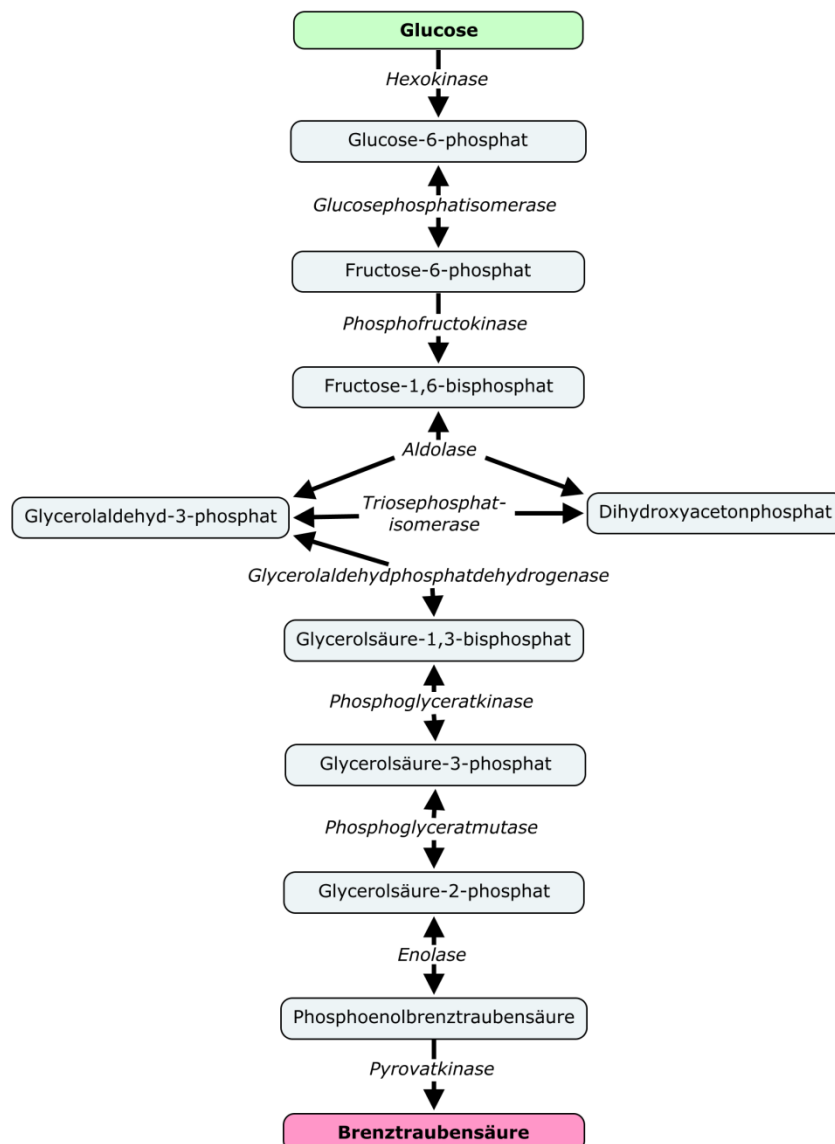 Glucose
Hexokinase
Glucose-6-phosphat
Glucosephosphatisomerase
Fructose-6-phosphat
Phosphofructokinase
Fructose-1,6-bisphosphat
Aldolase
Glycerolaldehyd-3-phosphat
Triosephosphat-
isomerase
Dihydroxyacetonphosphat
Glycerolaldehydphosphatdehydrogenase
Glycerolsäure-1,3-bisphosphat
Phosphoglyceratkinase
Glycerolsäure-3-phosphat
Phosphoglyceratmutase
Glycerolsäure-2-phosphat
Enolase
Phosphoenolbrenztraubensäure
Pyrovatkinase
Brenztraubensäure